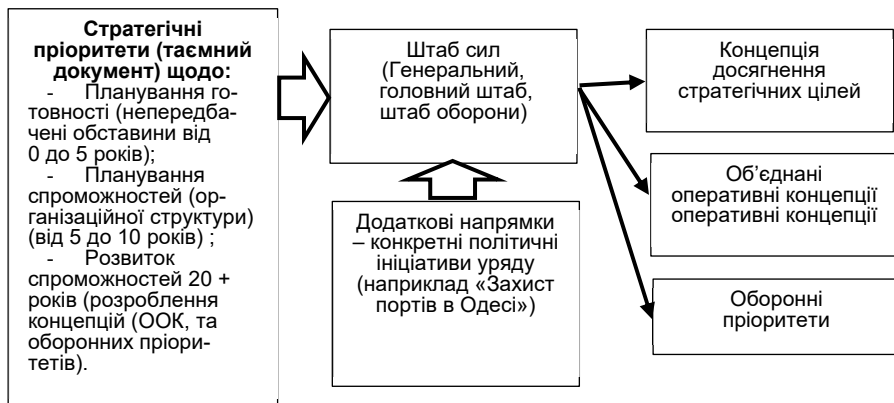 Стратегічні
пріоритети (таємний
документ) щодо:
- Планування го-
товності (непередба-
чені обставини від
0 до 5 років);
- Планування
спроможностей (ор-
ганізаційної структури)
(від 5 до 10 років) ;
- Розвиток
спроможностей 20 +
років (розроблення
концепцій (ООК, та
оборонних пріори-
тетів).
Штаб сил
(Генеральний,
головний штаб,
штаб оборони)
Додаткові напрямки
– конкретні політичні
ініціативи уряду
(наприклад «Захист
портів в Одесі»)
Концепція
досягнення
стратегічних цілей
Об’єднані
оперативні концепції
оперативні концепції
Оборонні
пріоритети